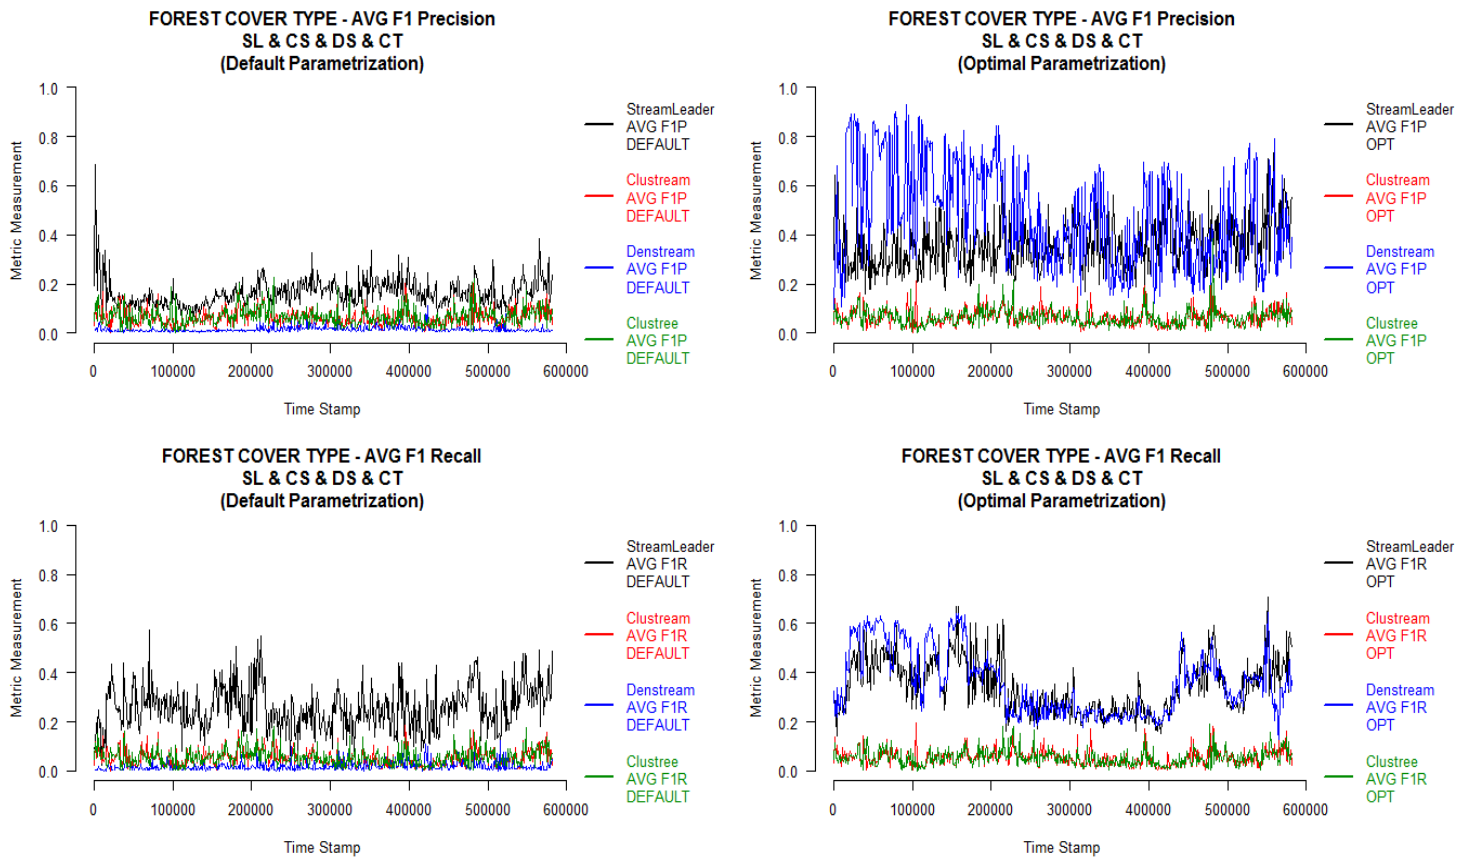 FOREST COVER TYPE - AVG F1 Precision
SL & CS & DS & CT
(Default Parametrization)
Metric Measurement
1.0
0.8
0.6
0.4
0.2
0.0
0
100000
200000
300000
400000
500000
600000
Time Stamp
StreamLeader
AVG F1P
DEFAULT
Clustream
AVG F1P
DEFAULT
Denstream
AVG F1P
DEFAULT
Clustree
AVG F1P
DEFAULT
FOREST COVER TYPE - AVG F1 Precision
SL & CS & DS & CT
(Optimal Parametrization)
Metric Measurement
1.0
0.8
0.6
0.4
0.2
0.0
0
100000
200000
300000
400000
500000
600000
Time Stamp
StreamLeader
AVG F1P
OPT
Clustream
AVG F1P
OPT
Denstream
AVG F1P
OPT
Clustree
AVG F1P
OPT
FOREST COVER TYPE - AVG F1 Recall
SL & CS & DS & CT
(Default Parametrization)
Metric Measurement
1.0
0.8
0.6
0.4
0.2
0.0
0
100000
200000
300000
400000
500000
600000
Time Stamp
StreamLeader
AVG F1R
DEFAULT
Clustream
AVG F1R
DEFAULT
Denstream
AVG F1R
DEFAULT
Clustree
AVG F1R
DEFAULT
FOREST COVER TYPE - AVG F1 Recall
SL & CS & DS & CT
(Optimal Parametrization)
Metric Measurement
1.0
0.8
0.6
0.4
0.2
0.0
0
100000
200000
300000
400000
500000
600000
Time Stamp
StreamLeader
AVG F1R
OPT
Clustream
AVG F1R
OPT
Denstream
AVG F1R
OPT
Clustree
AVG F1R
OPT